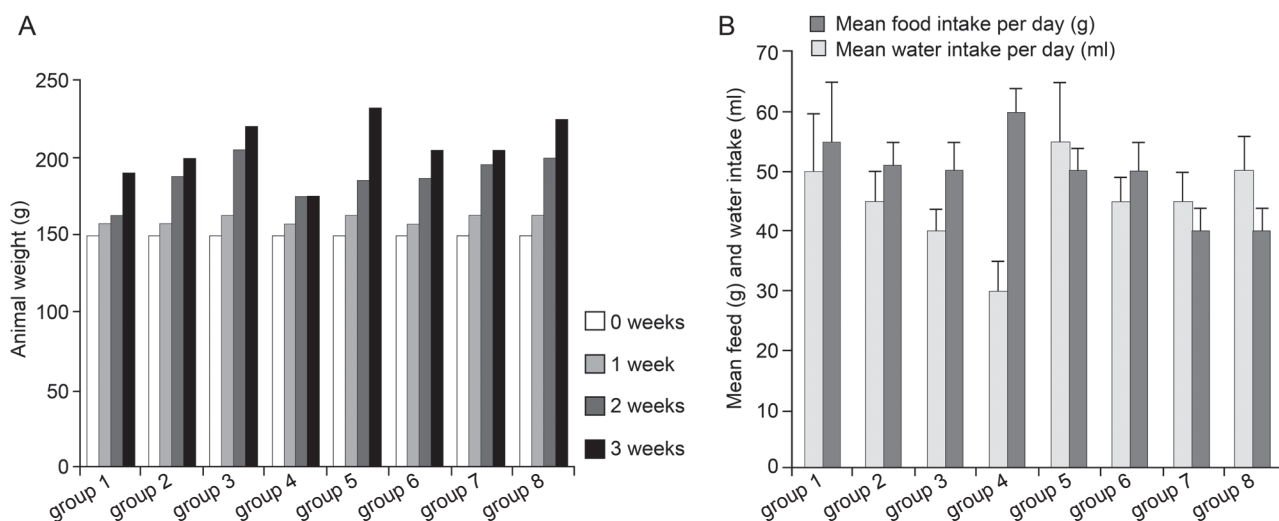 A
Animal weight (g)
250
200
150
100
50
0
group 1
group 2
group 3
group 4
group 5
group 6
group 7
group 8
0 weeks
1 week
2 weeks
3 weeks
B
Mean food intake per day (g)
Mean water intake per day (ml)
Mean feed (g) and water intake (ml)
70
60
50
40
30
20
10
0
group 1
group 2
group 3
group 4
group 5
group 6
group 7
group 8